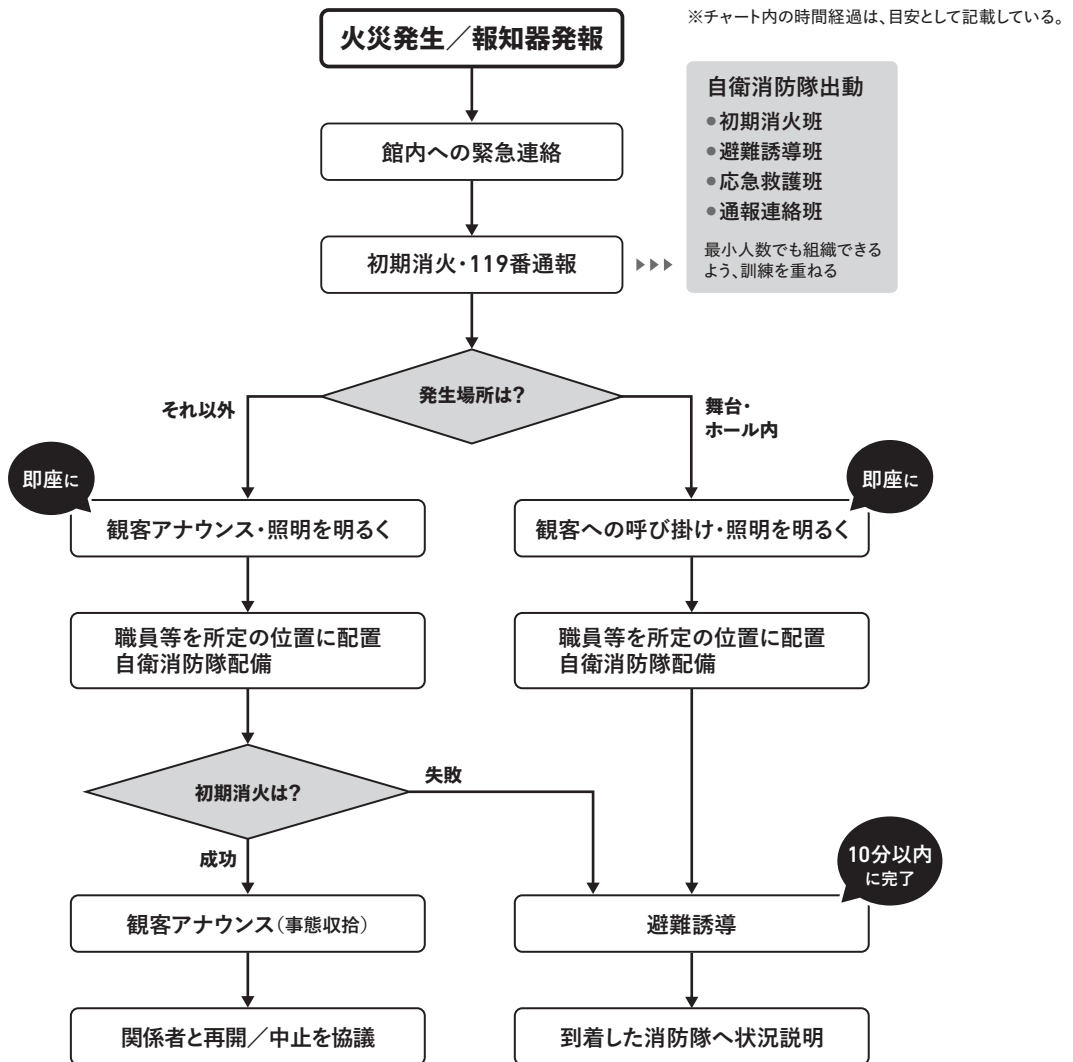 ※チャート内の時間経過は、目安として記載している。
火災発生／報知器発報
館内への緊急連絡
初期消火・119番通報
自衛消防隊出動
●初期消火班
●避難誘導班
●応急救護班
●通報連絡班
最小人数でも組織できる
よう、訓練を重ねる
発生場所は？
それ以外
舞台・
ホール内
即座に
観客アナウンス・照明を明るく
即座に
観客への呼び掛け・照明を明るく
職員等を所定の位置に配置
自衛消防隊配備
職員等を所定の位置に配置
自衛消防隊配備
初期消火は？
失敗
成功
10分以内
に完了
観客アナウンス（事態収拾）
避難誘導
関係者と再開／中止を協議
到着した消防隊へ状況説明